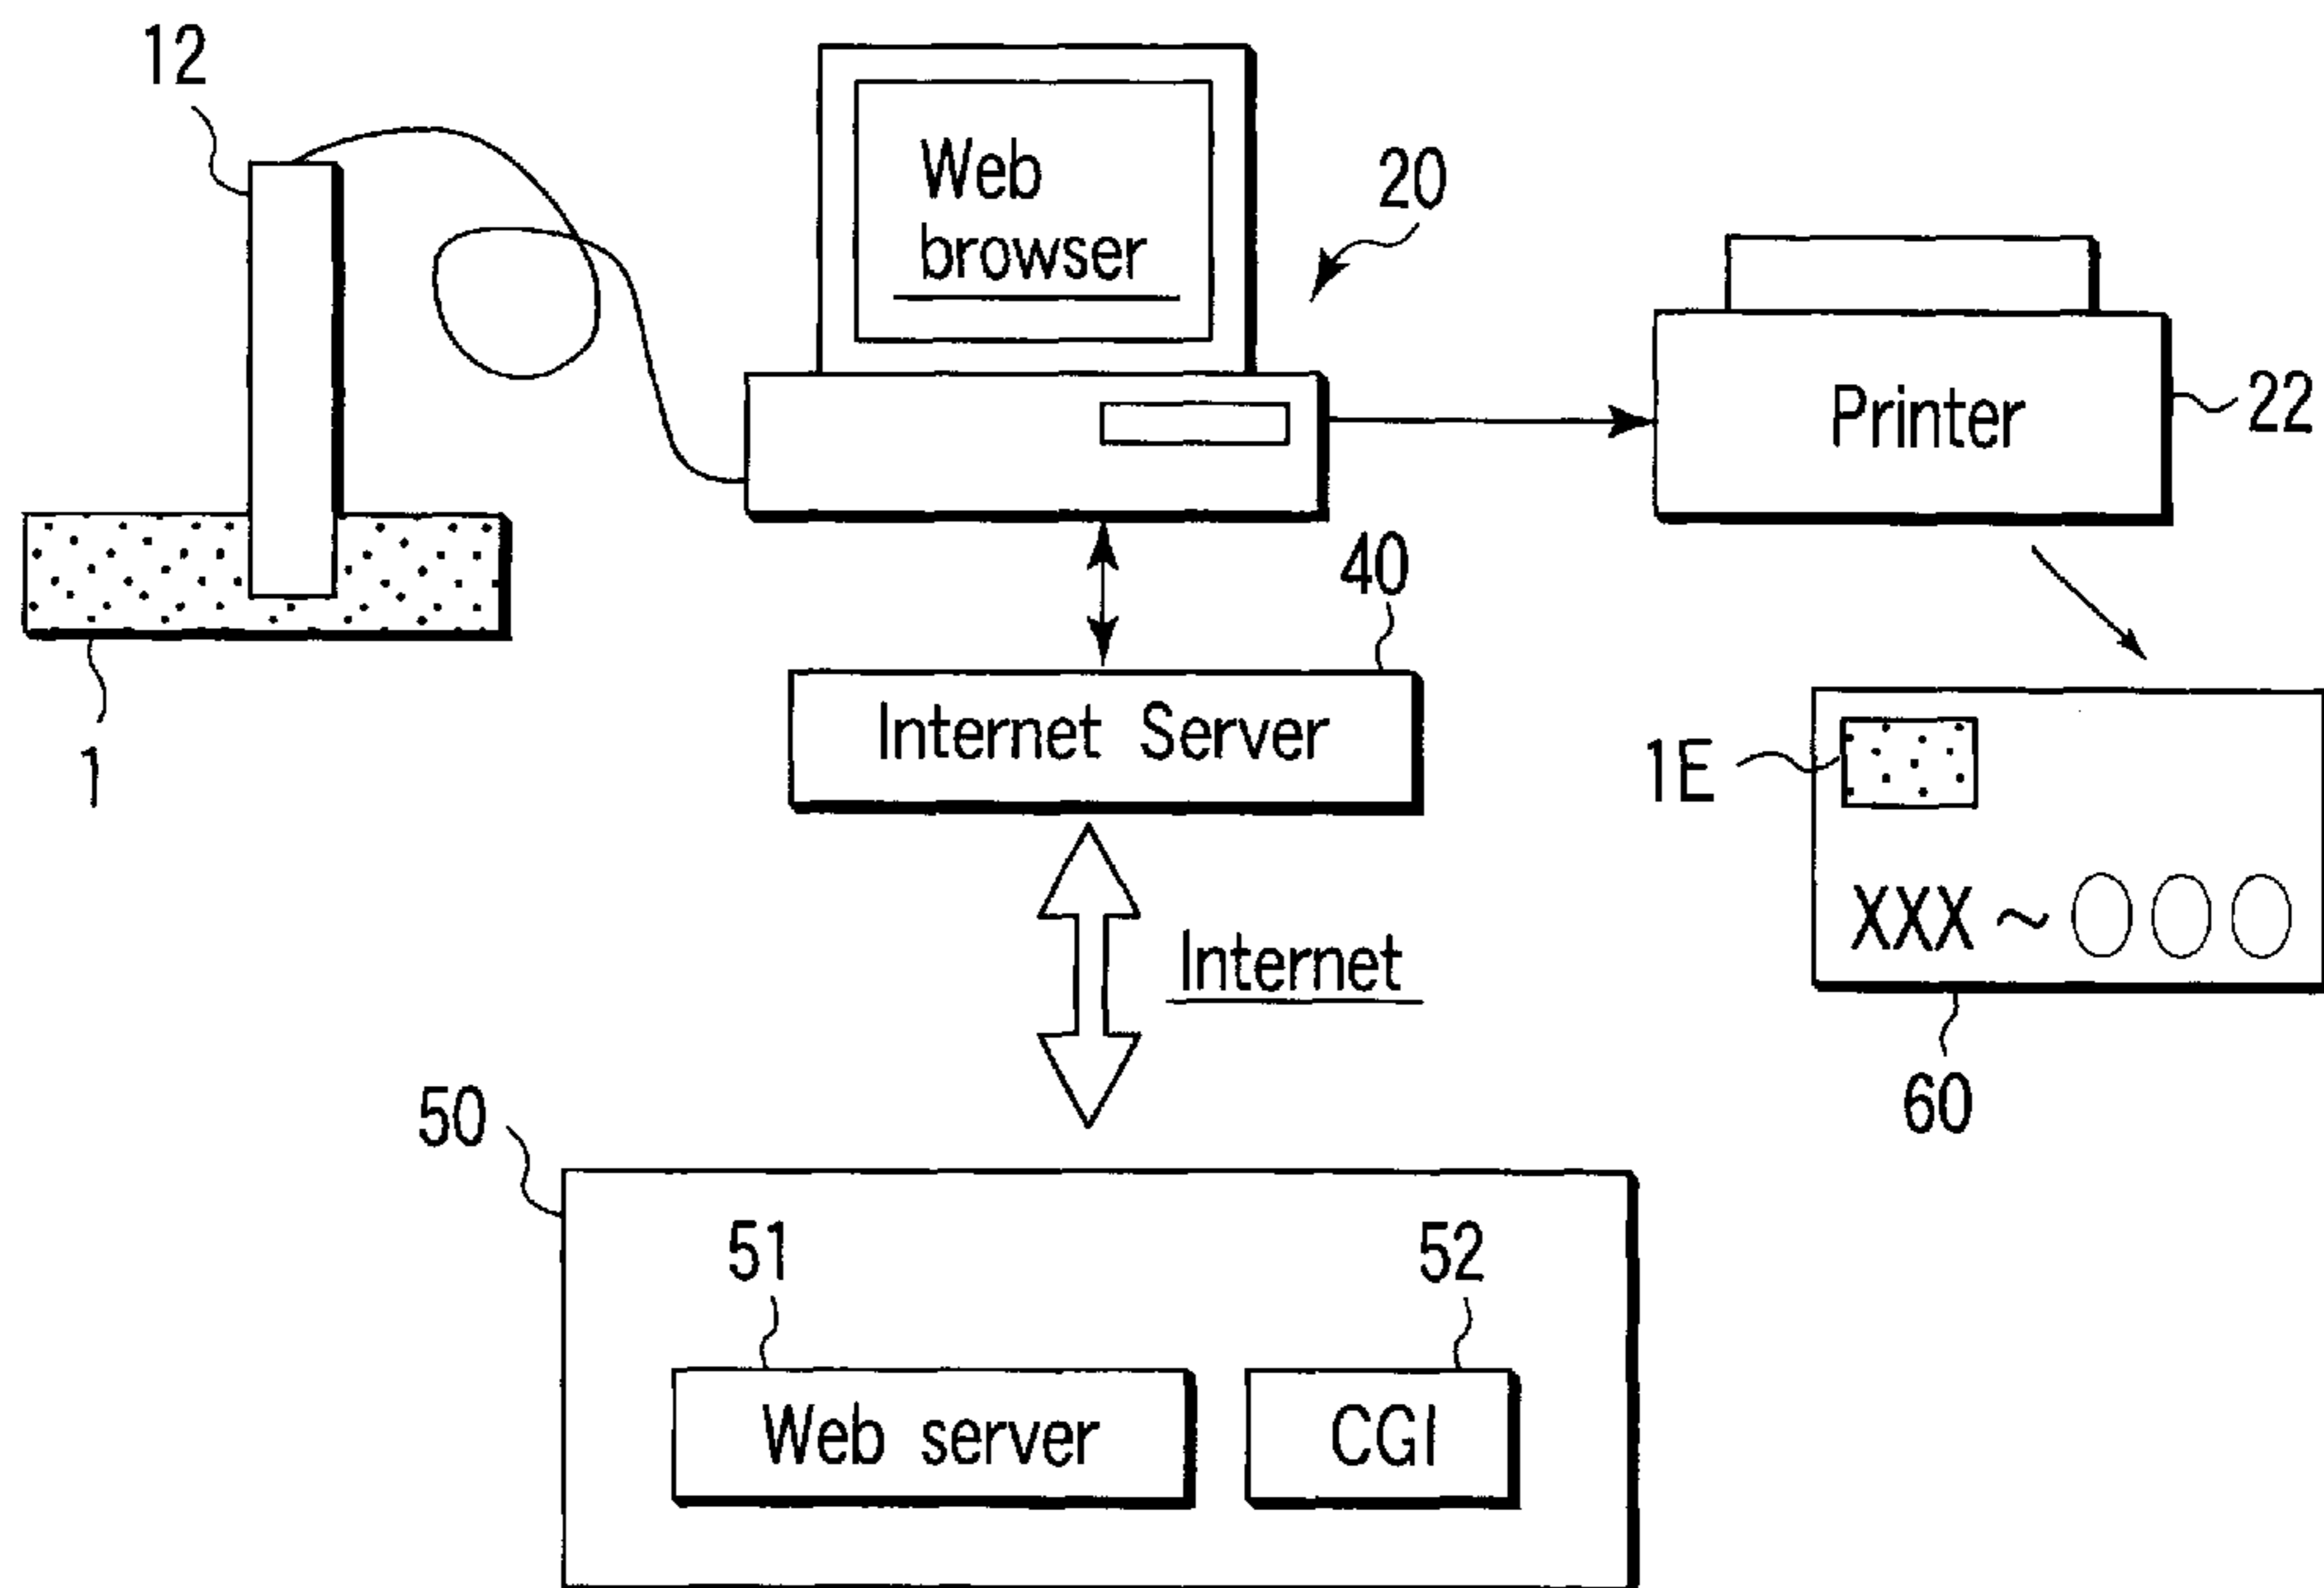 12
Web
browser
20
Printer
22
1
40
Internet Server
1E
XXX ~ ○○○
60
Internet
50
51
52
Web server
CGI